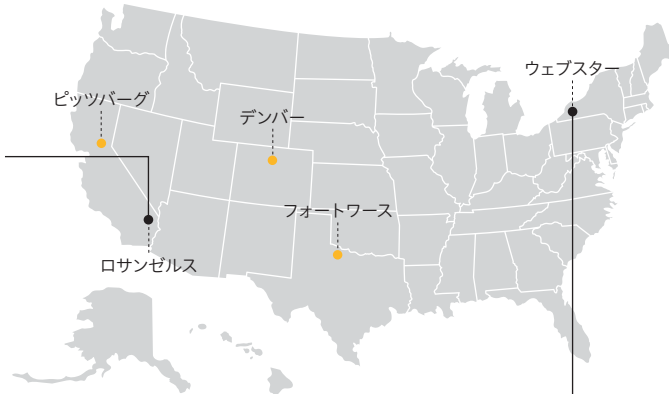 ウェブスター
ピッツバーグ
デンバー
フォートワース
ロサンゼルス